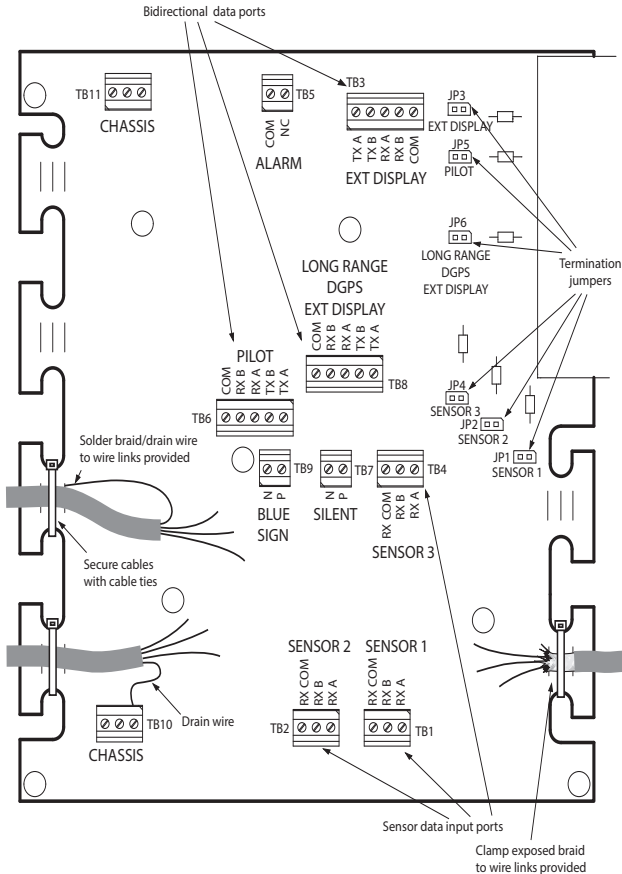 Bidirectional data ports
TB11
CHASSIS
TB5
COM
NC
ALARM
TB3
TX A
TX B
RX A
RX B
COM
EXT DISPLAY
JP3
EXT DISPLAY
JP5
PILOT
JP6
LONG RANGE
DGPS
EXT DISPLAY
Termination
jumpers
LONG RANGE
DGPS
EXT DISPLAY
COM
RX B
RX A
TX B
TX A
TB8
PILOT
COM
RX B
RX A
TX B
TX A
TB6
JP4
SENSOR 3
JP2
SENSOR 2
JP1
SENSOR 1
Solder braid/drain wire
to wire links provided
TB9
N
P
BLUE
SIGN
TB7
N
P
SILENT
TB4
RX COM
RX B
RX A
SENSOR 3
Secure cables
with cable ties
SENSOR 2
RX COM
RX B
RX A
TB2
SENSOR 1
RX COM
RX B
RX A
TB1
TB10
Drain wire
CHASSIS
Sensor data input ports
Clamp exposed braid
to wire links provided